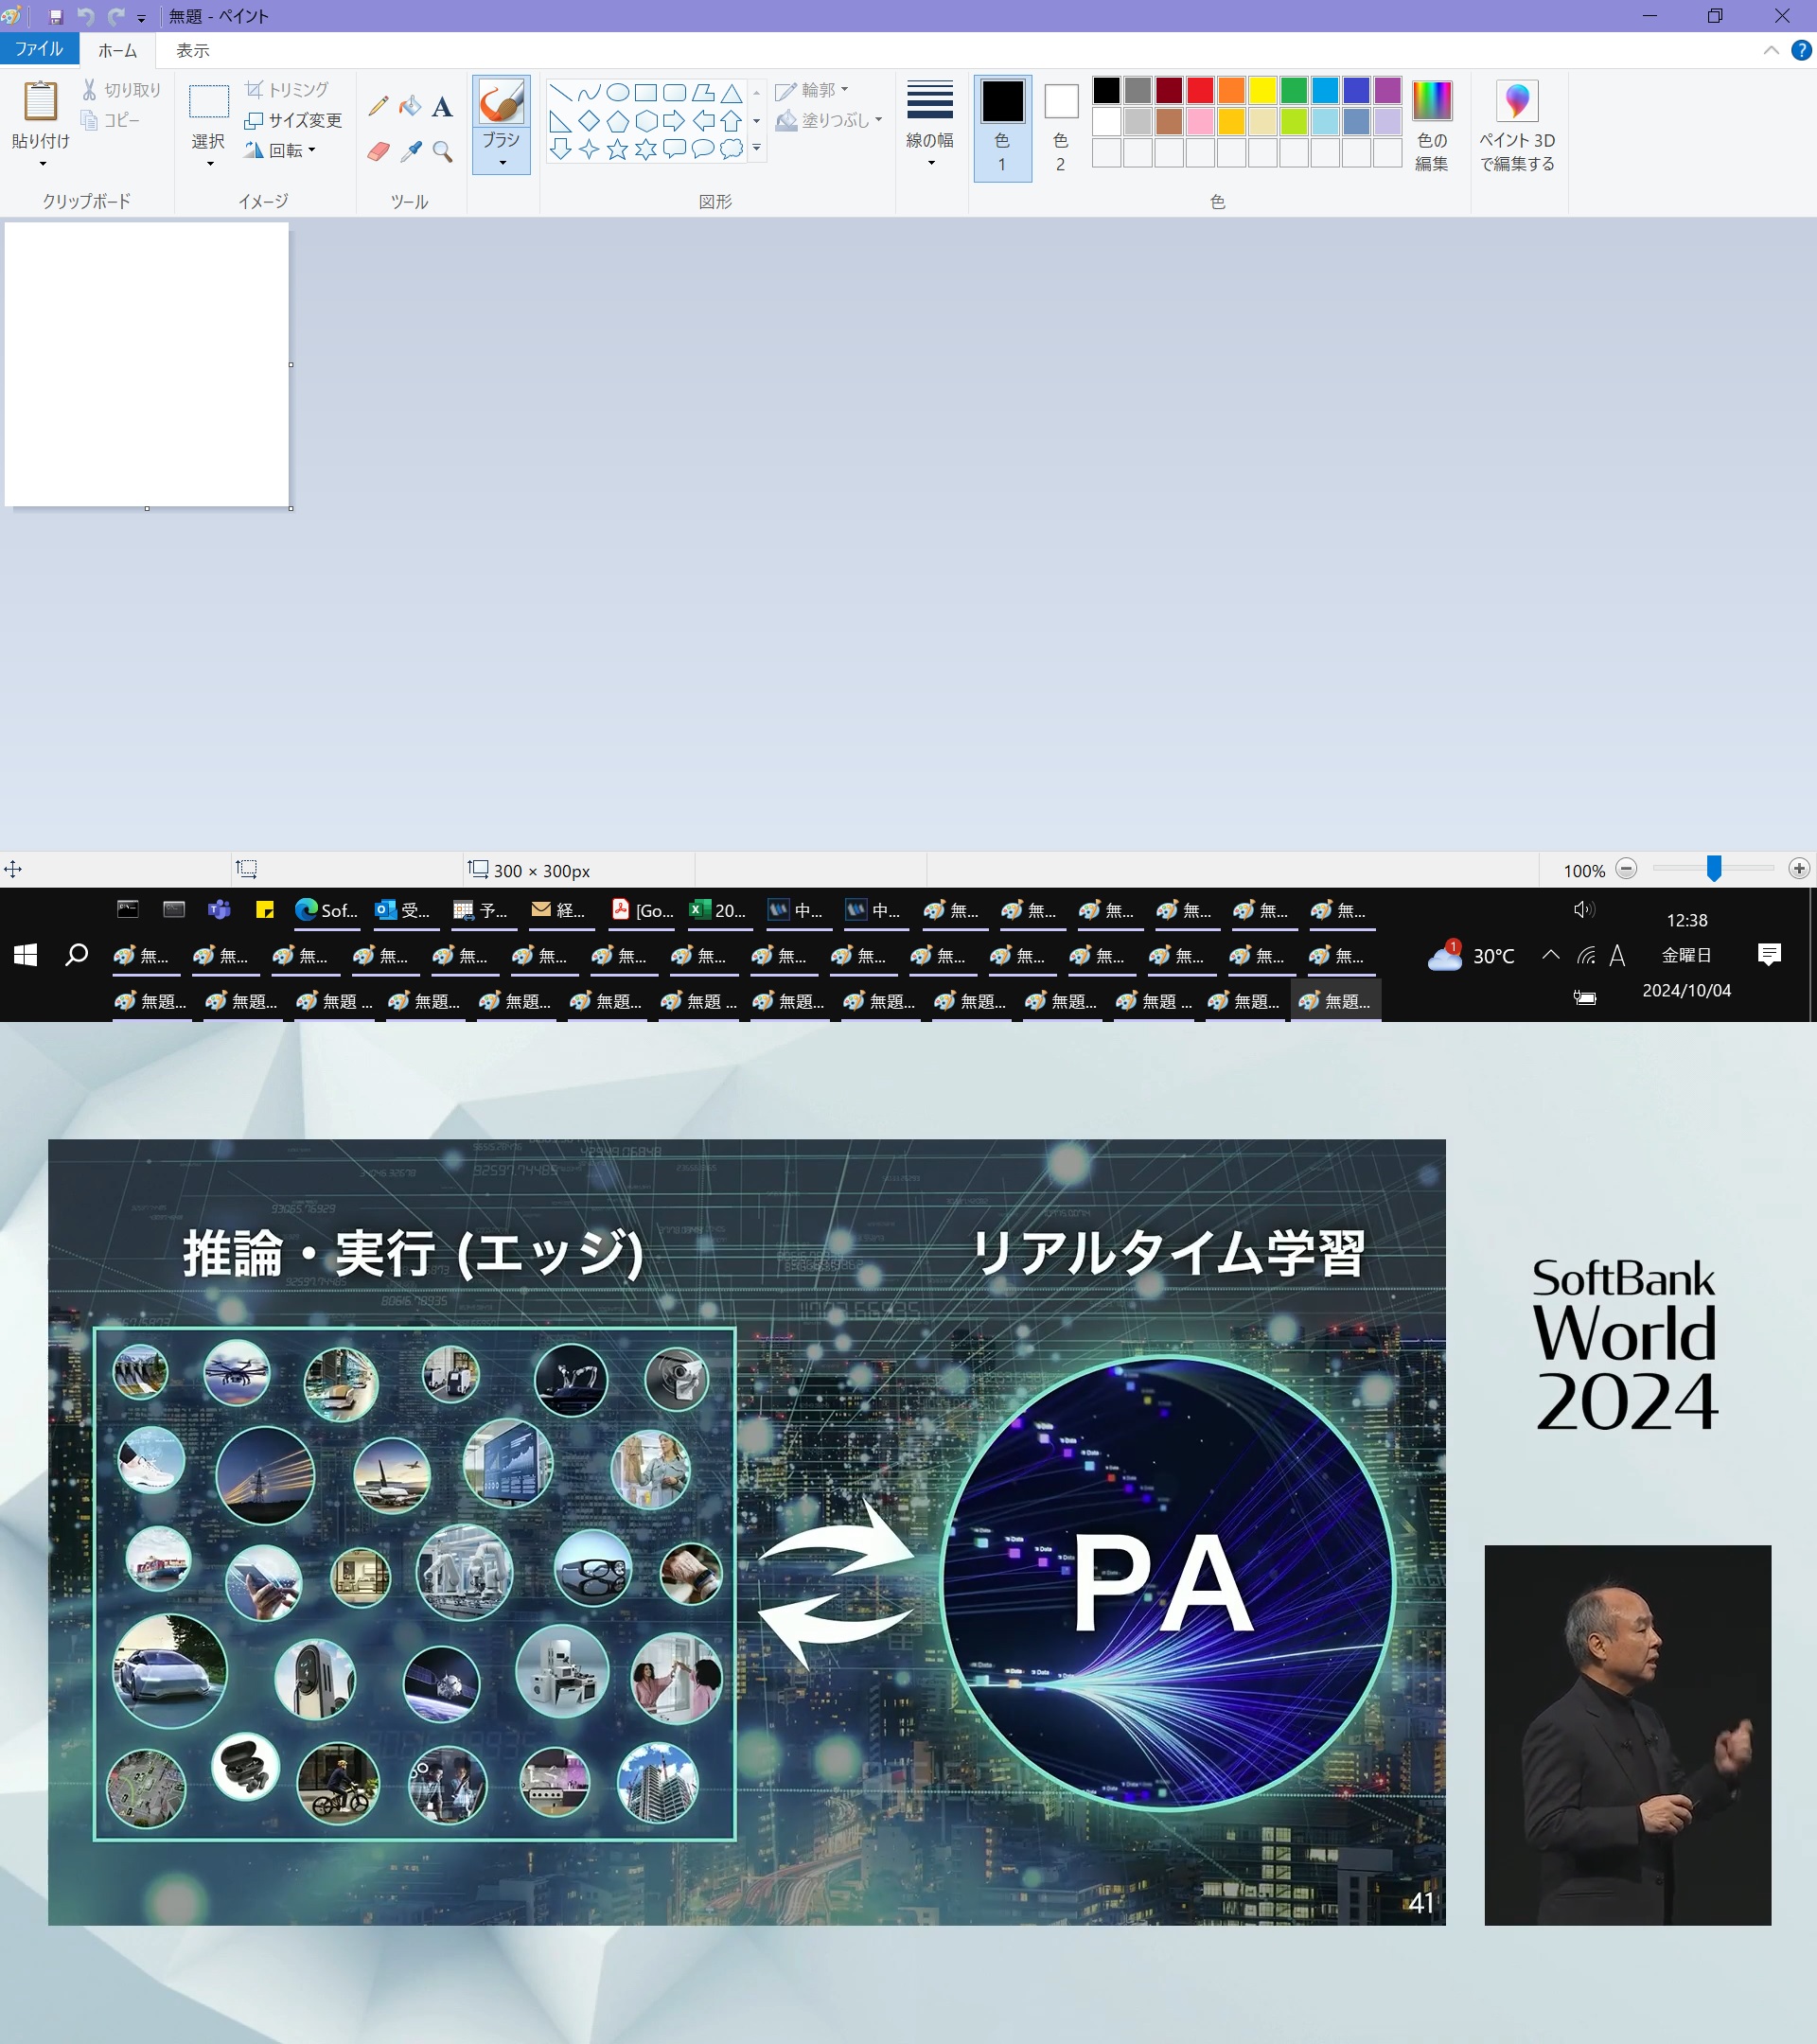 無題 - ペイント
ファイル ホーム 表示
貼り付け
切り取り
コピー
クリップボード
選択
トリミング
サイズ変更
回転
イメージ
A
ツール
ブラシ
図形
輪郭
塗りつぶし
線の幅
色
1
色
2
色
色の
編集
ペイント 3D
で編集する
300 × 300px
100%
Sof... 受... 予... 経... [Go... 20... 中... 中... 無... 無... 無... 無... 無... 無...
無... 無... 無... 無... 無... 無... 無... 無... 無... 無... 無... 無... 無... 無... 無... 無...
無題... 無題... 無題 ... 無題... 無題... 無題... 無題 ... 無題... 無題... 無題... 無題... 無題 ... 無題... 無題...
1
30°C
A
12:38
金曜日
2024/10/04
推論・実行 (エッジ)
リアルタイム学習
PA
41
SoftBank
World
2024